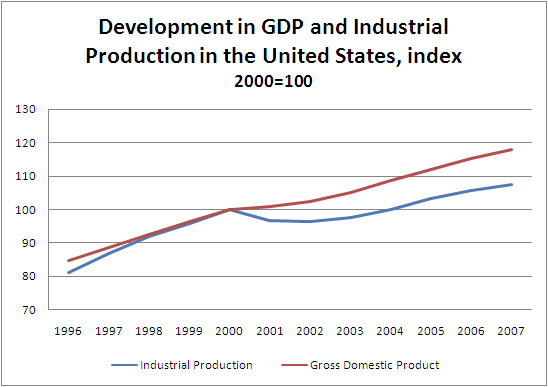 Development in GDP and Industrial
Production in the United States, index
2000=100
130
120
110
100
90
80
70
1996 1997 1998 1999 2000 2001 2002 2003 2004 2005 2006 2007
Industrial Production Gross Domestic Product